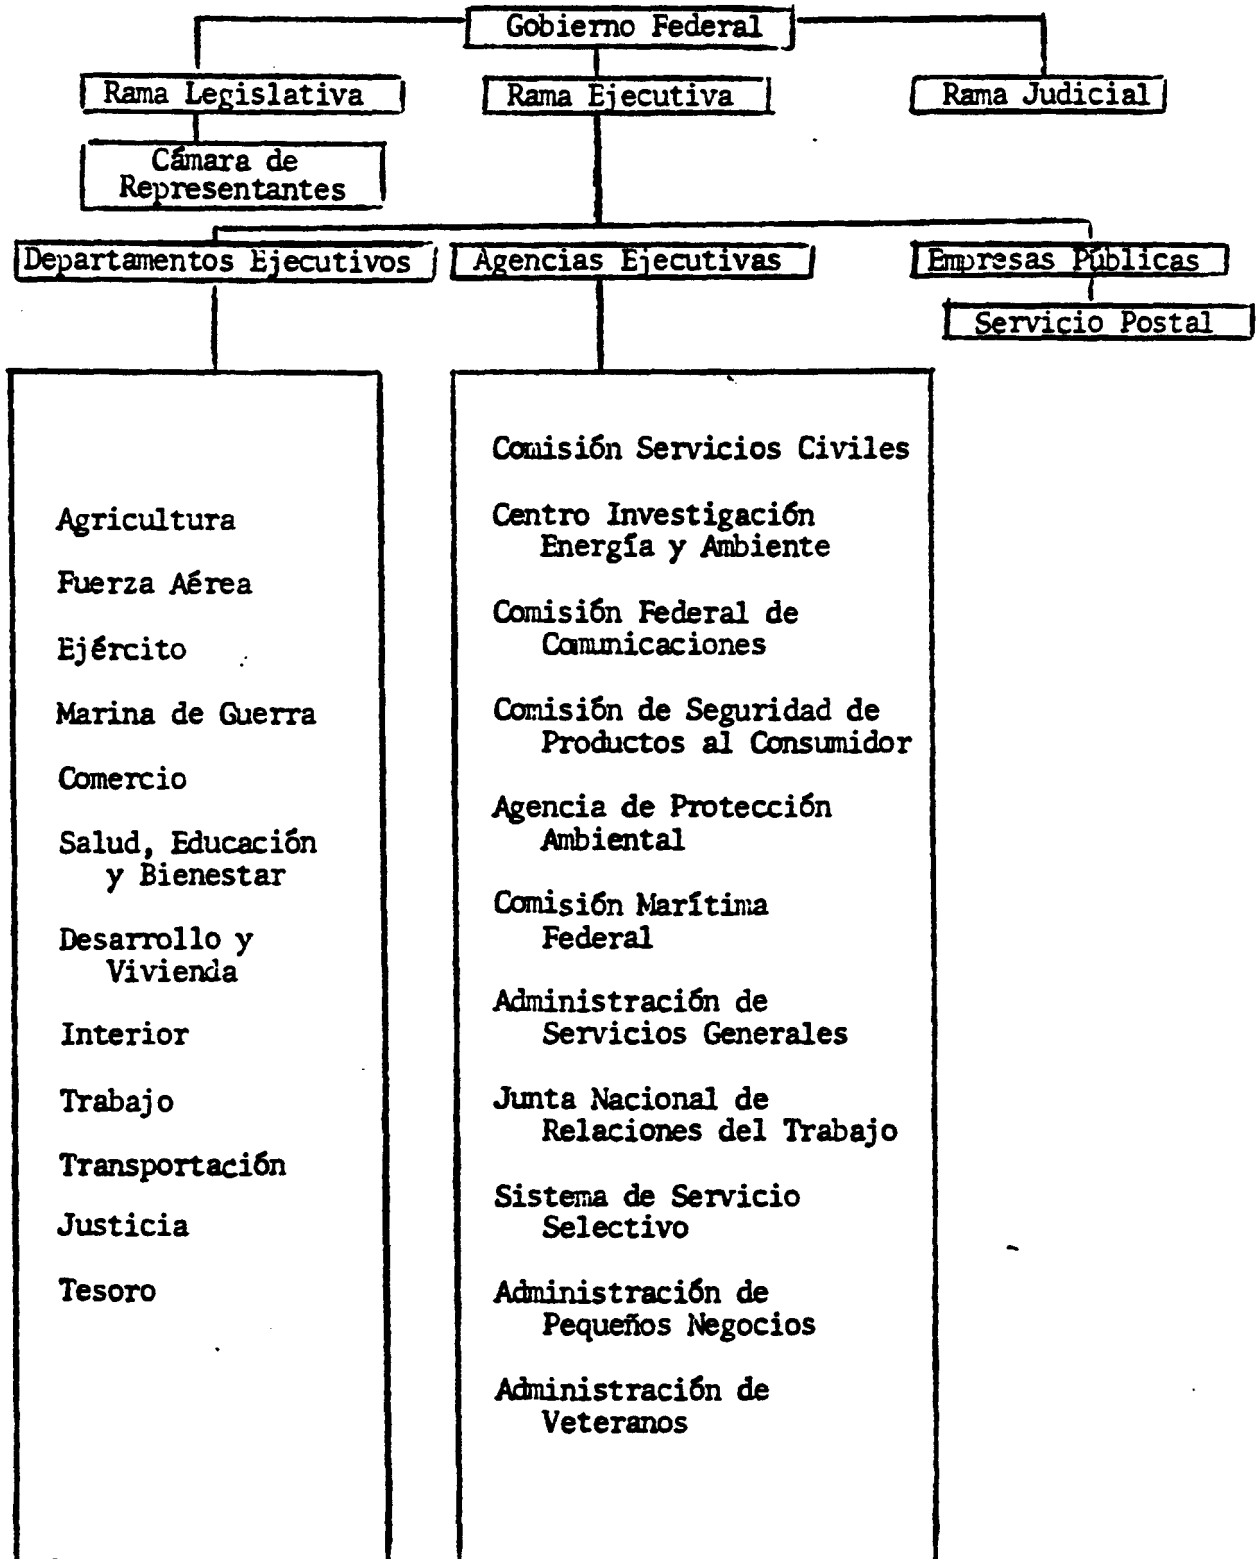 Gobierno Federal
Rama Legislativa
Rama Ejecutiva
Rama Judicial
Cámara de
Representantes
Departamentos Ejecutivos
Agencias Ejecutivas
Empresas Públicas
Servicio Postal
Agricultura
Fuerza Aérea
Ejército
Marina de Guerra
Comercio
Salud, Educación
y Bienestar
Desarrollo y
Vivienda
Interior
Trabajo
Transportación
Justicia
Tesoro
Comisión Servicios Civiles
Centro Investigación
Energía y Ambiente
Comisión Federal de
Comunicaciones
Comisión de Seguridad de
Productos al Consumidor
Agencia de Protección
Ambiental
Comisión Marítima
Federal
Administración de
Servicios Generales
Junta Nacional de
Relaciones del Trabajo
Sistema de Servicio
Selectivo
Administración de
Pequeños Negocios
Administración de
Veteranos